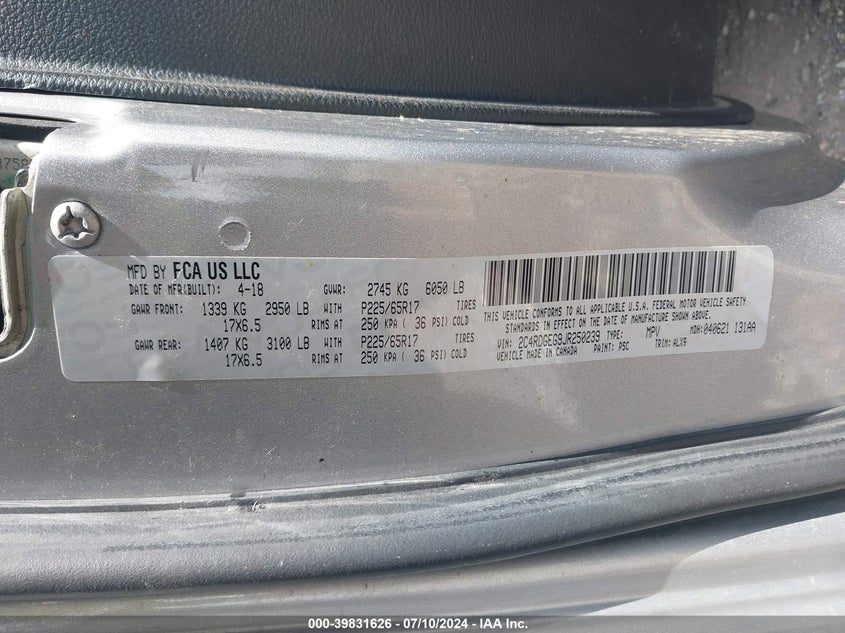 MFD BY FCA US LLC
DATE OF MFR(BUILT): 4-18 GVWR: 2745 KG 6050 LB
GAWR FRONT: 1339 KG 2950 LB WITH P225/65R17 TIRES
17X6.5 RIMS AT 250 KPA ( 36 PSI) COLD
GAWR REAR: 1407 KG 3100 LB WITH P225/65R17 TIRES
17X6.5 RIMS AT 250 KPA ( 36 PSI) COLD
THIS VEHICLE CONFORMS TO ALL APPLICABLE U.S.A. FEDERAL MOTOR VEHICLE SAFETY
STANDARDS IN EFFECT ON THE DATE OF MANUFACTURE SHOWN ABOVE.
VIN: 2C4RDGEG9JR250239 TYPE: MPV MDH: 040621 131AA
VEHICLE MADE IN CANADA PAINT: PSC TRIM: ALX9
000-39831626 - 07/10/2024 - IAA Inc.